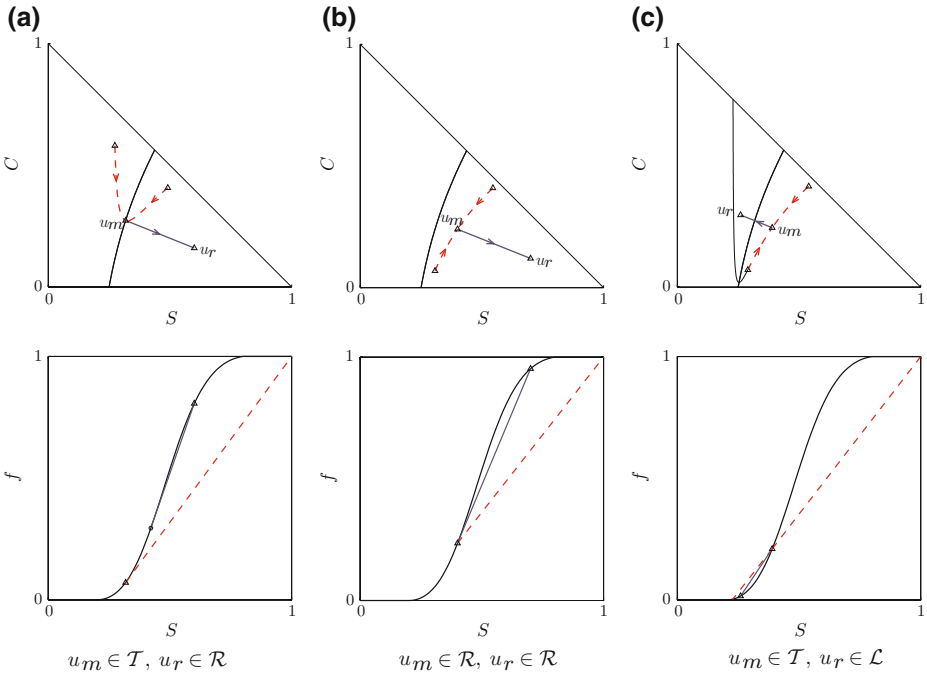 (a) (b) (c)
1 1 1
C C C
u_m u_r
u_m u_r
u_r u_m
0 0 0
0 1 0 1 0 1
S S S
1 1 1
f f f
0 0 0
0 1 0 1 0 1
S S S
u_m ∈ 𝒯, u_r ∈ ℛ u_m ∈ ℛ, u_r ∈ ℛ u_m ∈ 𝒯, u_r ∈ ℒ